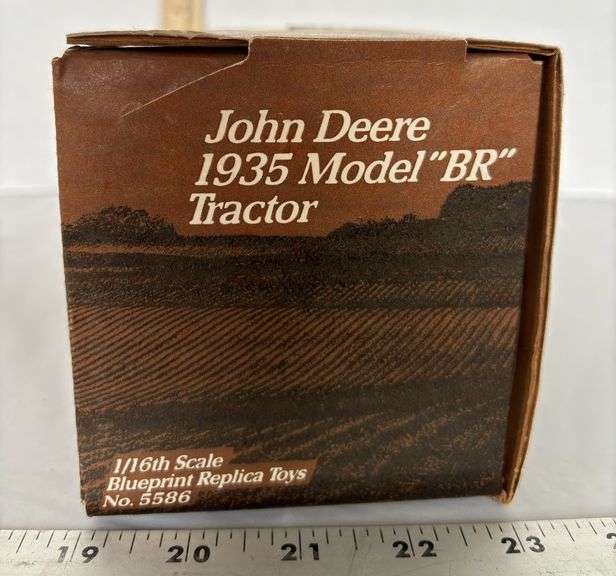 John Deere
1935 Model "BR"
Tractor
1/16th Scale
Blueprint Replica Toys
No. 5586
19 20 21 22 23